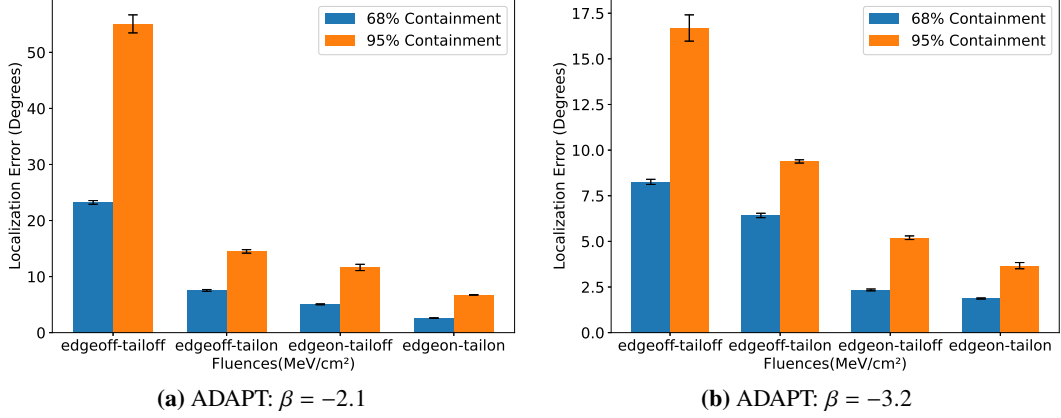 Localization Error (Degrees)
50
40
30
20
10
0
68% Containment
95% Containment
edgeoff-tailoff edgeoff-tailon edgeon-tailoff edgeon-tailon
Fluences(MeV/cm²)
(a) ADAPT: β = −2.1
Localization Error (Degrees)
17.5
15.0
12.5
10.0
7.5
5.0
2.5
0.0
68% Containment
95% Containment
edgeoff-tailoff edgeoff-tailon edgeon-tailoff edgeon-tailon
Fluences(MeV/cm²)
(b) ADAPT: β = −3.2